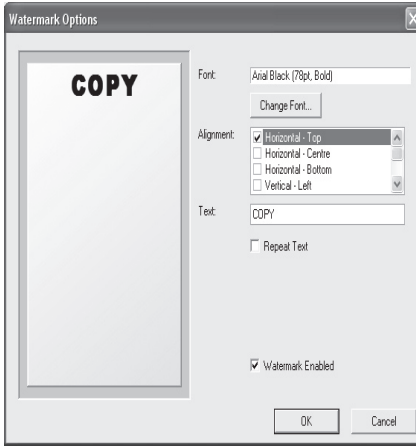 Watermark Options
COPY
Font:
Arial Black (78pt, Bold)
Change Font...
Alignment:
Horizontal - Top
Horizontal - Centre
Horizontal - Bottom
Vertical - Left
Text:
COPY
Repeat Text
Watermark Enabled
OK
Cancel